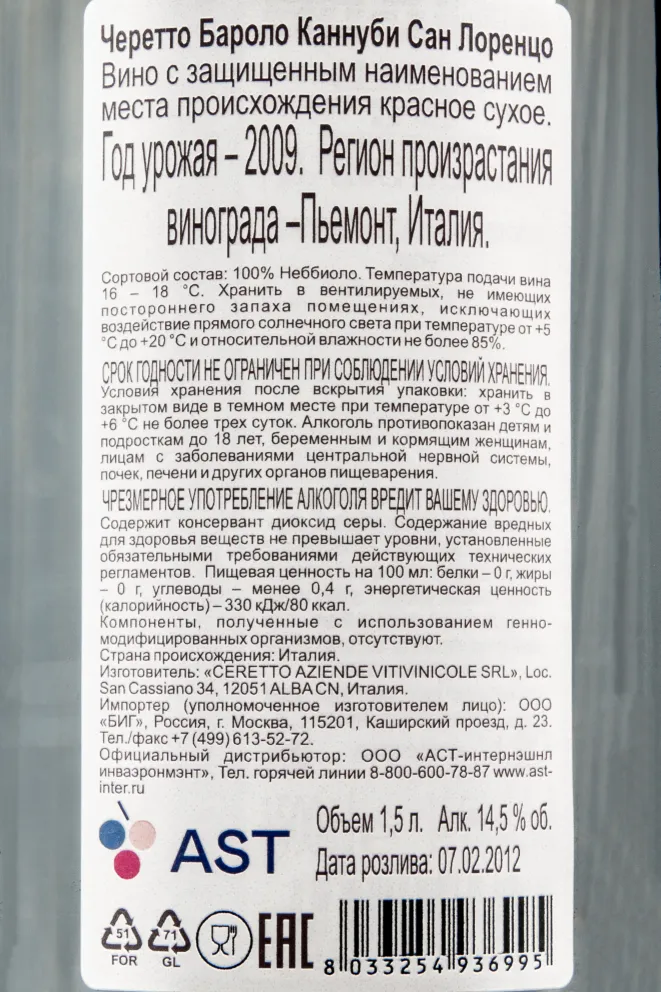 Черетто Бароло Каннуби Сан Лоренцо
Вино с защищенным наименованием
места происхождения красное сухое.
Год урожая – 2009. Регион произрастания
винограда –Пьемонт, Италия.
Сортовой состав: 100% Неббиоло. Температура подачи вина
16 – 18 °С. Хранить в вентилируемых, не имеющих
постороннего запаха помещениях, исключающих
воздействие прямого солнечного света при температуре от +5
°С до +20 °С и относительной влажности не более 85%.
СРОК ГОДНОСТИ НЕ ОГРАНИЧЕН ПРИ СОБЛЮДЕНИИ УСЛОВИЙ ХРАНЕНИЯ.
Условия хранения после вскрытия упаковки: хранить в
закрытом виде в темном месте при температуре от +3 °С до
+6 °С не более трех суток. Алкоголь противопоказан детям и
подросткам до 18 лет, беременным и кормящим женщинам,
лицам с заболеваниями центральной нервной системы,
почек, печени и других органов пищеварения.
ЧРЕЗМЕРНОЕ УПОТРЕБЛЕНИЕ АЛКОГОЛЯ ВРЕДИТ ВАШЕМУ ЗДОРОВЬЮ.
Содержит консервант диоксид серы. Содержание вредных
для здоровья веществ не превышает уровни, установленные
обязательными требованиями действующих технических
регламентов. Пищевая ценность на 100 мл: белки – 0 г, жиры
– 0 г, углеводы – менее 0,4 г, энергетическая ценность
(калорийность) – 330 кДж/80 ккал.
Компоненты, полученные с использованием генно-
модифицированных организмов, отсутствуют.
Страна происхождения: Италия.
Изготовитель: «CERETTO AZIENDE VITIVINICOLE SRL», Loc.
San Cassiano 34, 12051 ALBA CN, Италия.
Импортер (уполномоченное изготовителем лицо): ООО
«БИГ», Россия, г. Москва, 115201, Каширский проезд, д. 23.
Тел./факс +7 (499) 613-52-72.
Официальный дистрибьютор: ООО «АСТ-интернэшнл
инваэронмэнт», Тел. горячей линии 8-800-600-78-87 www.ast-
inter.ru
AST
Объем 1,5 л. Алк. 14,5 % об.
Дата розлива: 07.02.2012
51 FOR
71 GL
ЕАС
8 033254 936995